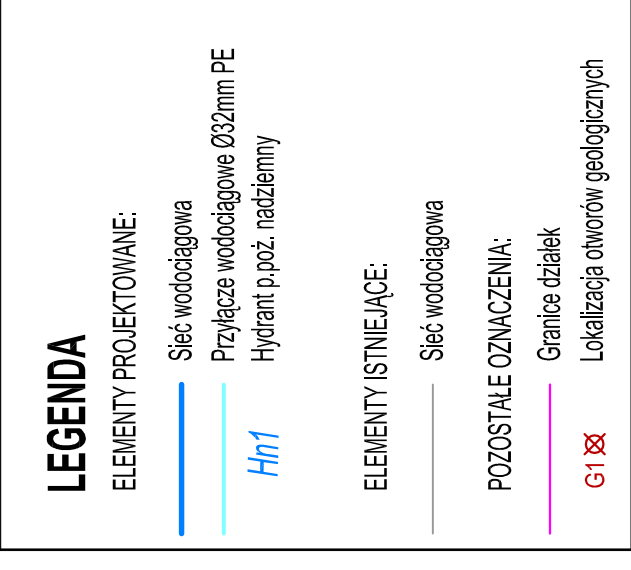 LEGENDA
ELEMENTY PROJEKTOWANE:
Sieć wodociągowa
Przyłącze wodociągowe Ø32mm PE
Hn1 Hydrant p.poż. nadziemny
ELEMENTY ISTNIEJĄCE:
Sieć wodociągowa
POZOSTAŁE OZNACZENIA:
Granice działek
G1 Lokalizacja otworów geologicznych